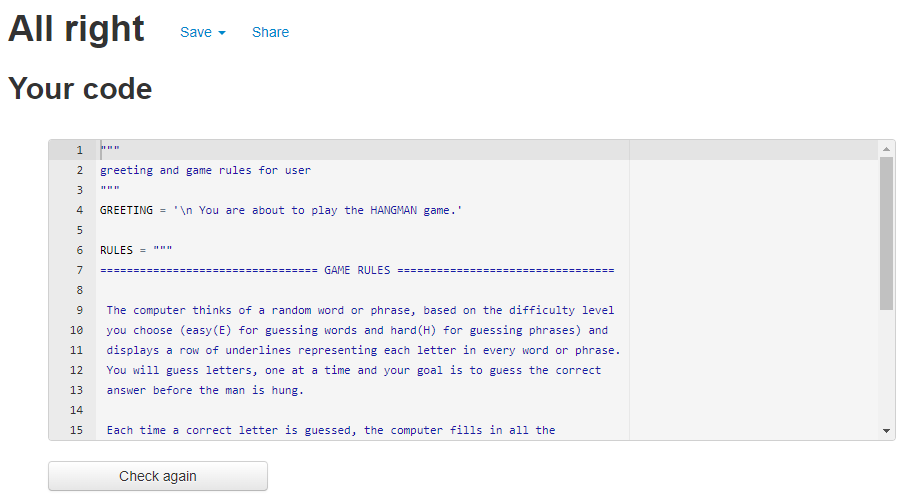 All right Save Share
Your code
1 """
2 greeting and game rules for user
3 """
4 GREETING = '\n You are about to play the HANGMAN game.'
5
6 RULES = """
7 ================================= GAME RULES =================================
8
9 The computer thinks of a random word or phrase, based on the difficulty level
10 you choose (easy(E) for guessing words and hard(H) for guessing phrases) and
11 displays a row of underlines representing each letter in every word or phrase.
12 You will guess letters, one at a time and your goal is to guess the correct
13 answer before the man is hung.
14
15 Each time a correct letter is guessed, the computer fills in all the
Check again